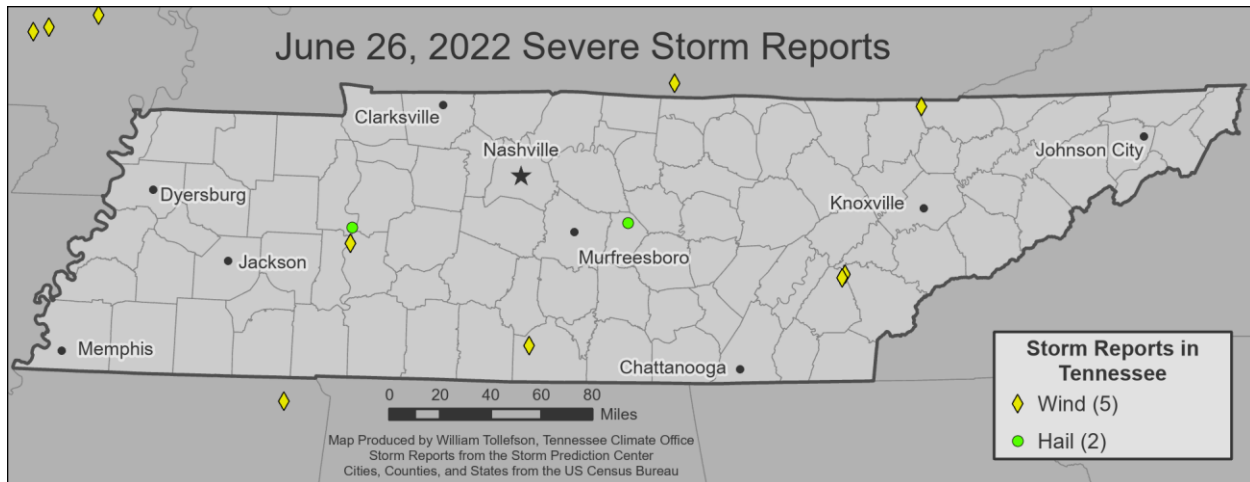 June 26, 2022 Severe Storm Reports
Clarksville
Nashville
Johnson City
Dyersburg
Knoxville
Murfreesboro
Jackson
Memphis
Chattanooga
Storm Reports in
Tennessee
Wind (5)
Hail (2)
0 20 40 60 80
Miles
Map Produced by William Tollefson, Tennessee Climate Office
Storm Reports from the Storm Prediction Center
Cities, Counties, and States from the US Census Bureau